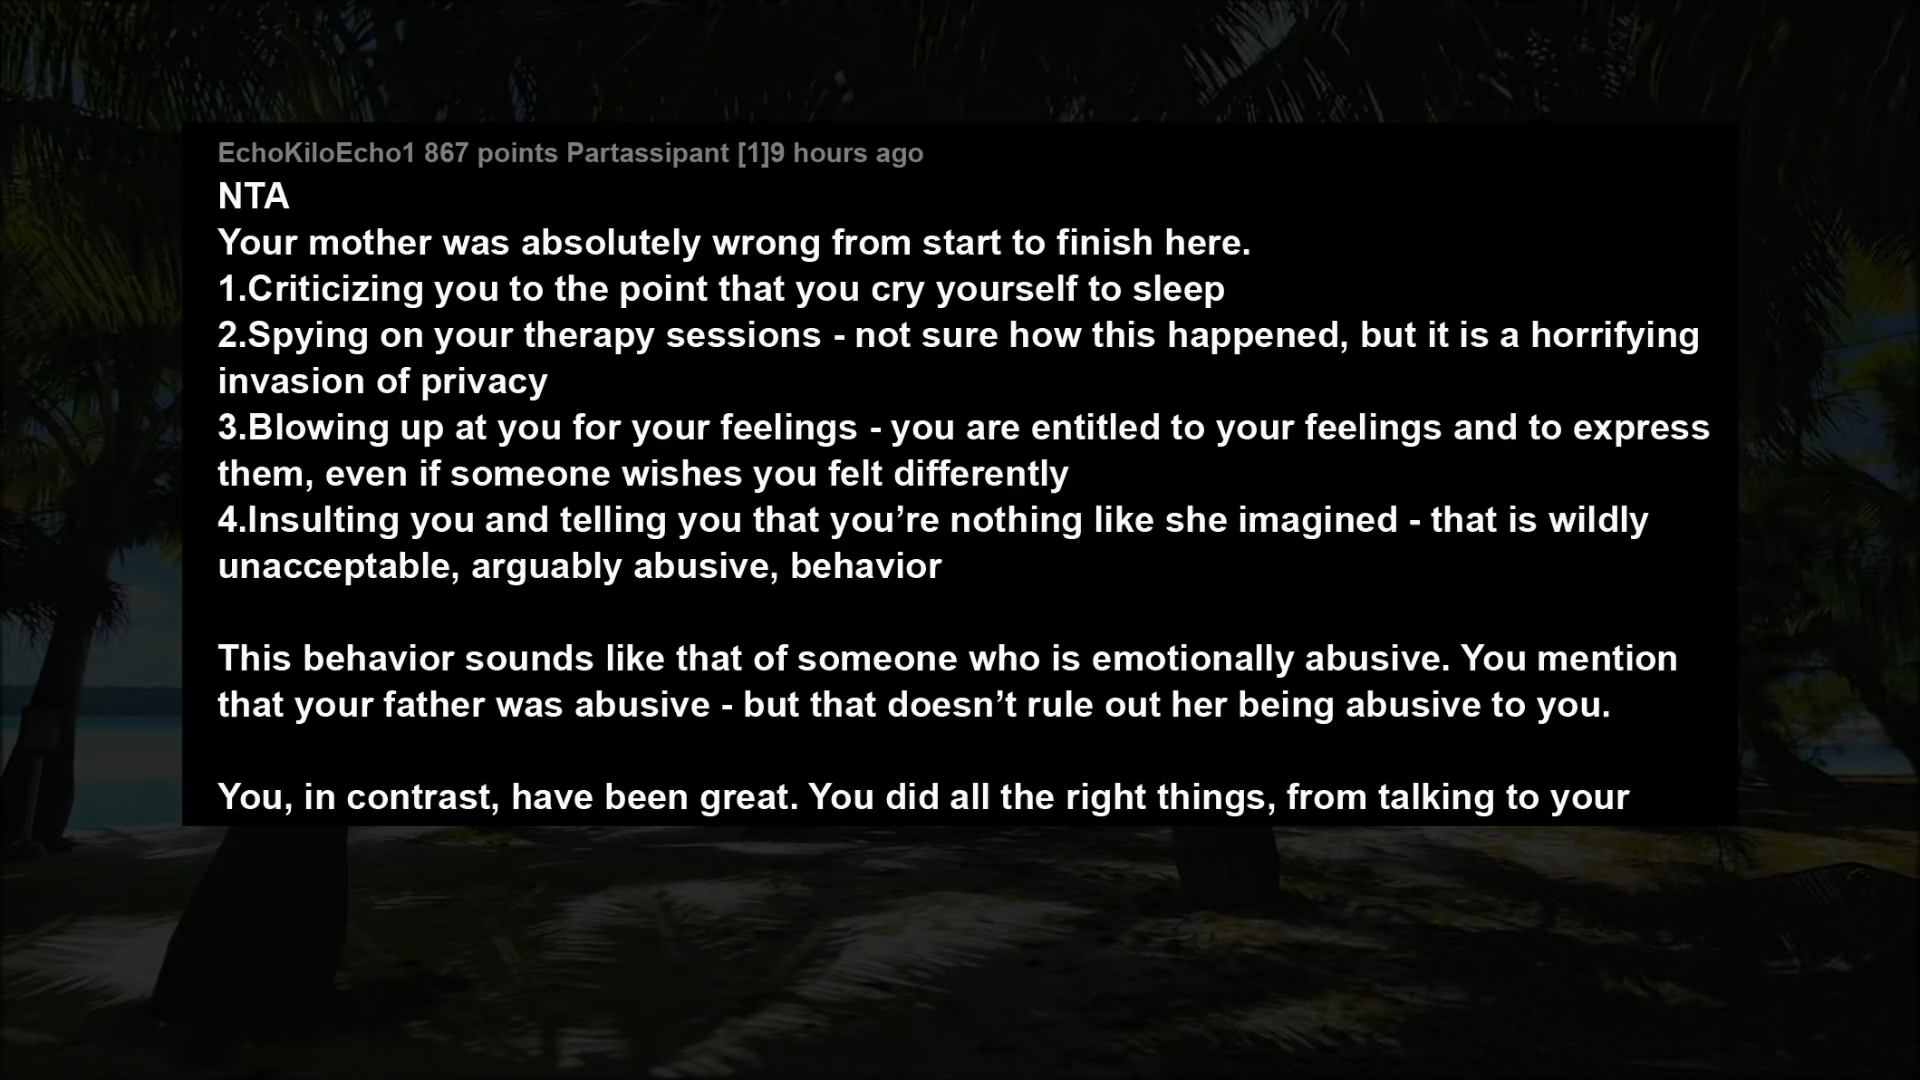 EchoKiloEcho1 867 points Partassipant [1]9 hours ago
NTA
Your mother was absolutely wrong from start to finish here.
1.Criticizing you to the point that you cry yourself to sleep
2.Spying on your therapy sessions - not sure how this happened, but it is a horrifying
invasion of privacy
3.Blowing up at you for your feelings - you are entitled to your feelings and to express
them, even if someone wishes you felt differently
4.Insulting you and telling you that you’re nothing like she imagined - that is wildly
unacceptable, arguably abusive, behavior
This behavior sounds like that of someone who is emotionally abusive. You mention
that your father was abusive - but that doesn’t rule out her being abusive to you.
You, in contrast, have been great. You did all the right things, from talking to your